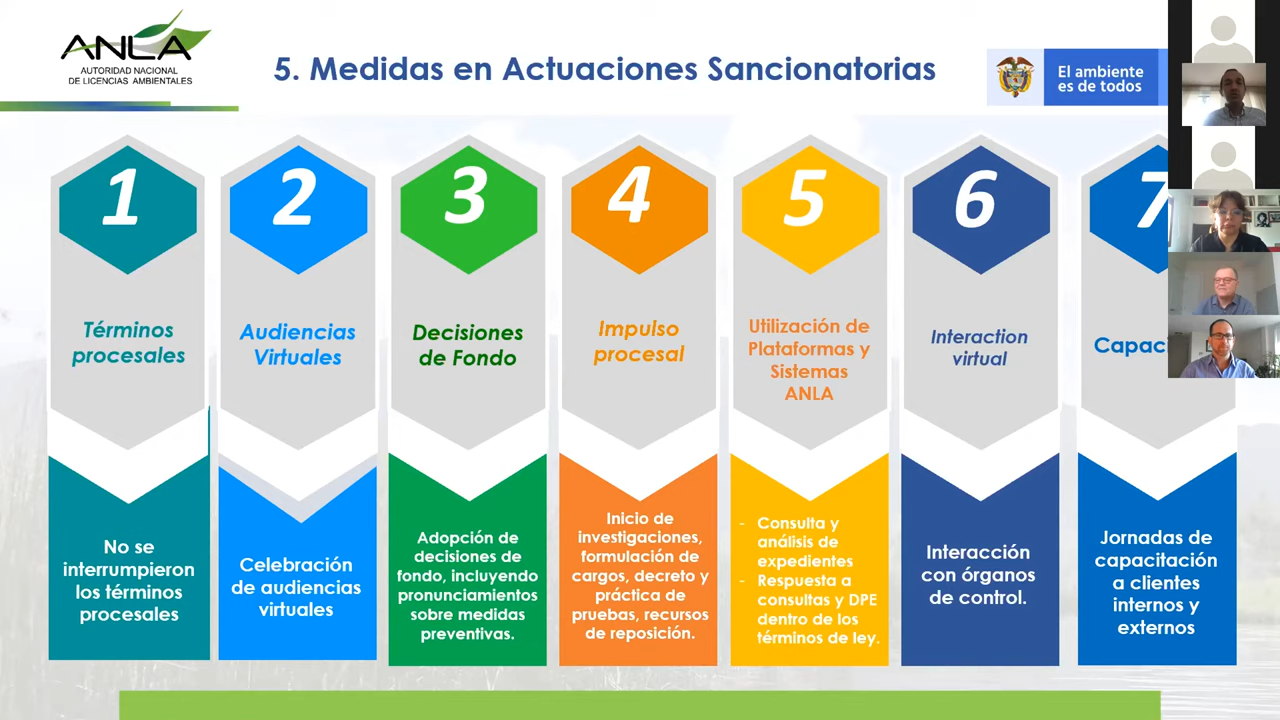 ANLA
AUTORIDAD NACIONAL
DE LICENCIAS AMBIENTALES
5. Medidas en Actuaciones Sancionatorias
El ambiente
es de todos
1
Términos
procesales
No se
interrumpieron
los términos
procesales
2
Audiencias
Virtuales
Celebración
de audiencias
virtuales
3
Decisiones
de Fondo
Adopción de
decisiones de
fondo, incluyendo
pronunciamientos
sobre medidas
preventivas.
4
Impulso
procesal
Inicio de
investigaciones,
formulación de
cargos, decreto y
práctica de
pruebas, recursos
de reposición.
5
Utilización de
Plataformas y
Sistemas
ANLA
- Consulta y
análisis de
expedientes
- Respuesta a
consultas y DPE
dentro de los
términos de ley.
6
Interaction
virtual
Interacción
con órganos
de control.
7
Jornadas de
capacitación
a clientes
internos y
externos